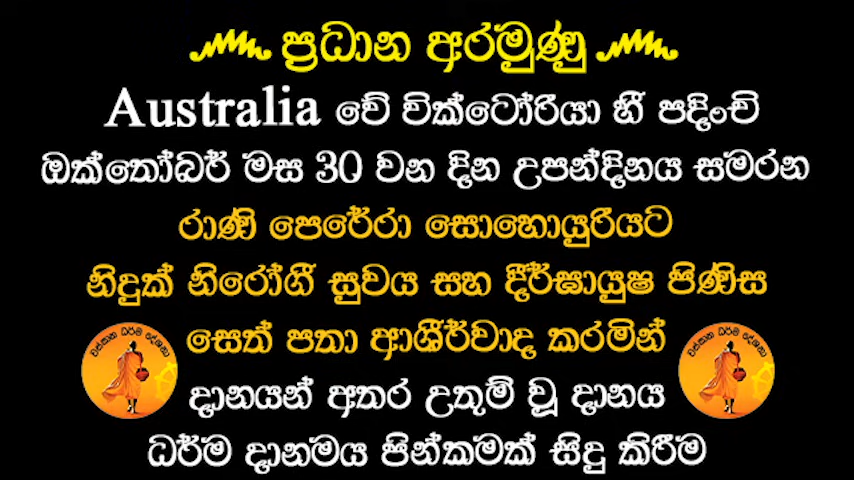 ප්‍රධාන අරමුණු
Australia වේ වික්ටෝරියා හී පදිංචි
ඔක්තෝබර් මස 30 වන දින උපන්දිනය සමරන
රාණි පෙරේරා සොහොයුරියට
නිදුක් නිරෝගී සුවය සහ දීර්ඝායුෂ පිණිස
සෙත් පතා ආශීර්වාද කරමින්
දානයන් අතර උතුම් වූ දානය
ධර්ම දානමය පින්කමක් සිදු කිරීම